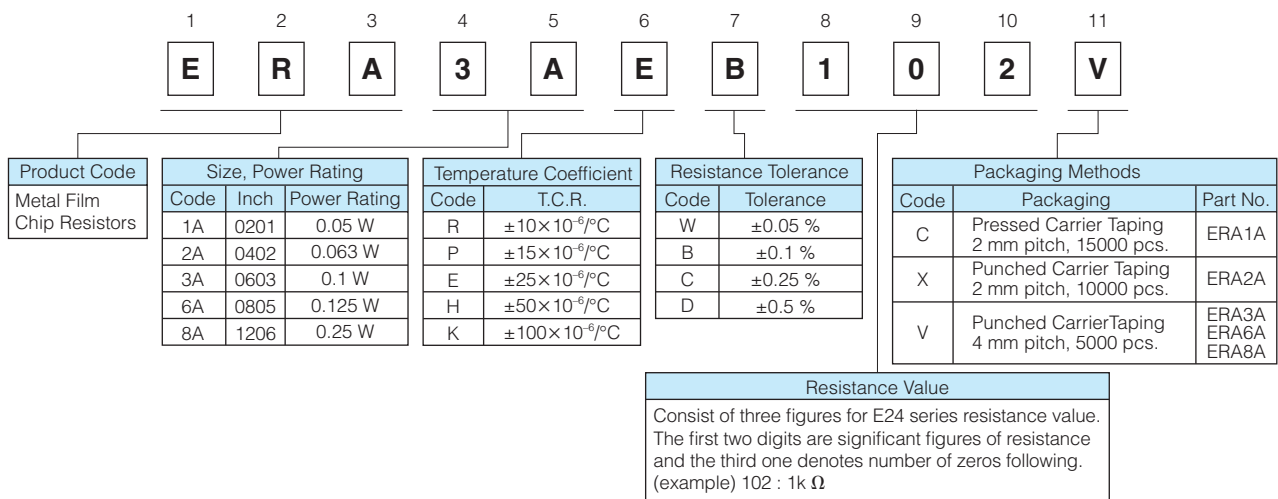 1 2 3 4 5 6 7 8 9 10 11
E R A 3 A E B 1 0 2 V
Product Code
Metal Film
Chip Resistors
Size, Power Rating
Code Inch Power Rating
1A 0201 0.05 W
2A 0402 0.063 W
3A 0603 0.1 W
6A 0805 0.125 W
8A 1206 0.25 W
Temperature Coefficient
Code T.C.R.
R ±10×10⁻⁶/°C
P ±15×10⁻⁶/°C
E ±25×10⁻⁶/°C
H ±50×10⁻⁶/°C
K ±100×10⁻⁶/°C
Resistance Tolerance
Code Tolerance
W ±0.05 %
B ±0.1 %
C ±0.25 %
D ±0.5 %
Packaging Methods
Code Packaging Part No.
C Pressed Carrier Taping
2 mm pitch, 15000 pcs. ERA1A
X Punched Carrier Taping
2 mm pitch, 10000 pcs. ERA2A
V Punched CarrierTaping
4 mm pitch, 5000 pcs. ERA3A
ERA6A
ERA8A
Resistance Value
Consist of three figures for E24 series resistance value.
The first two digits are significant figures of resistance
and the third one denotes number of zeros following.
(example) 102 : 1k Ω